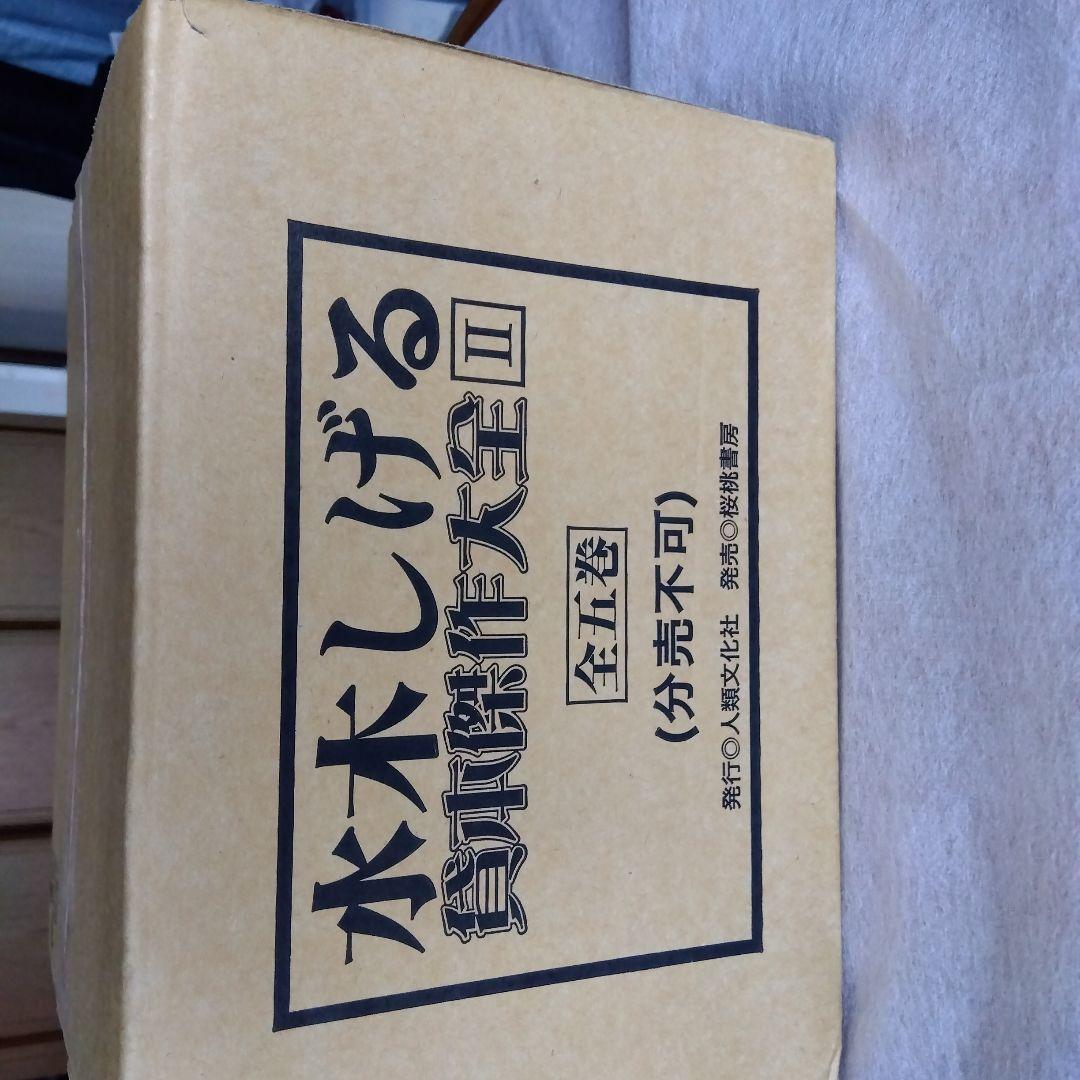 水木しげる
貸本傑作大全 II
全五巻
(分売不可)
発行◎人類文化社　発売◎桜桃書房